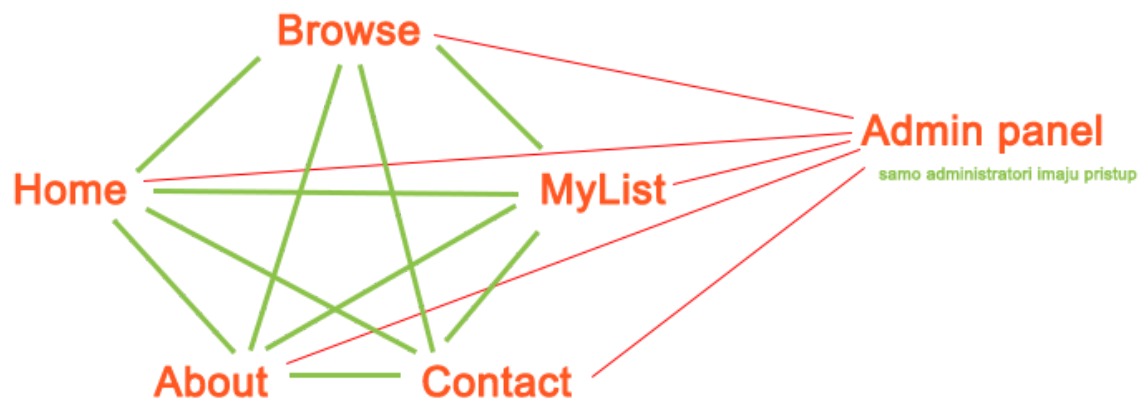 Browse
Admin panel
samo administratori imaju pristup
Home
MyList
About
Contact